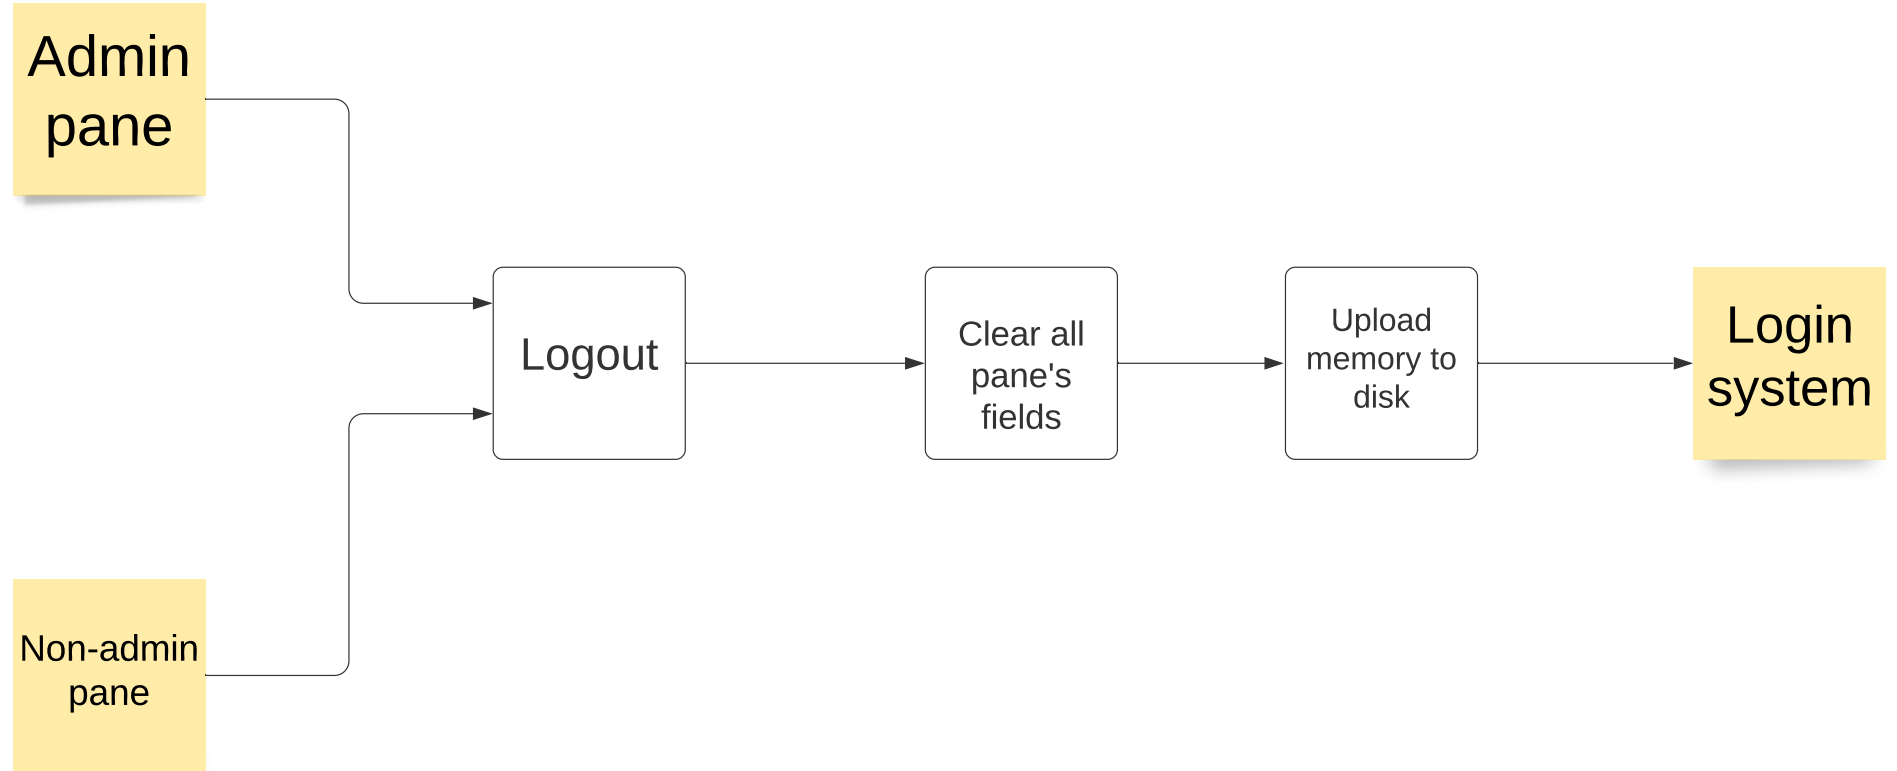 Admin
pane
Logout
Clear all
pane's
fields
Upload
memory to
disk
Login
system
Non-admin
pane